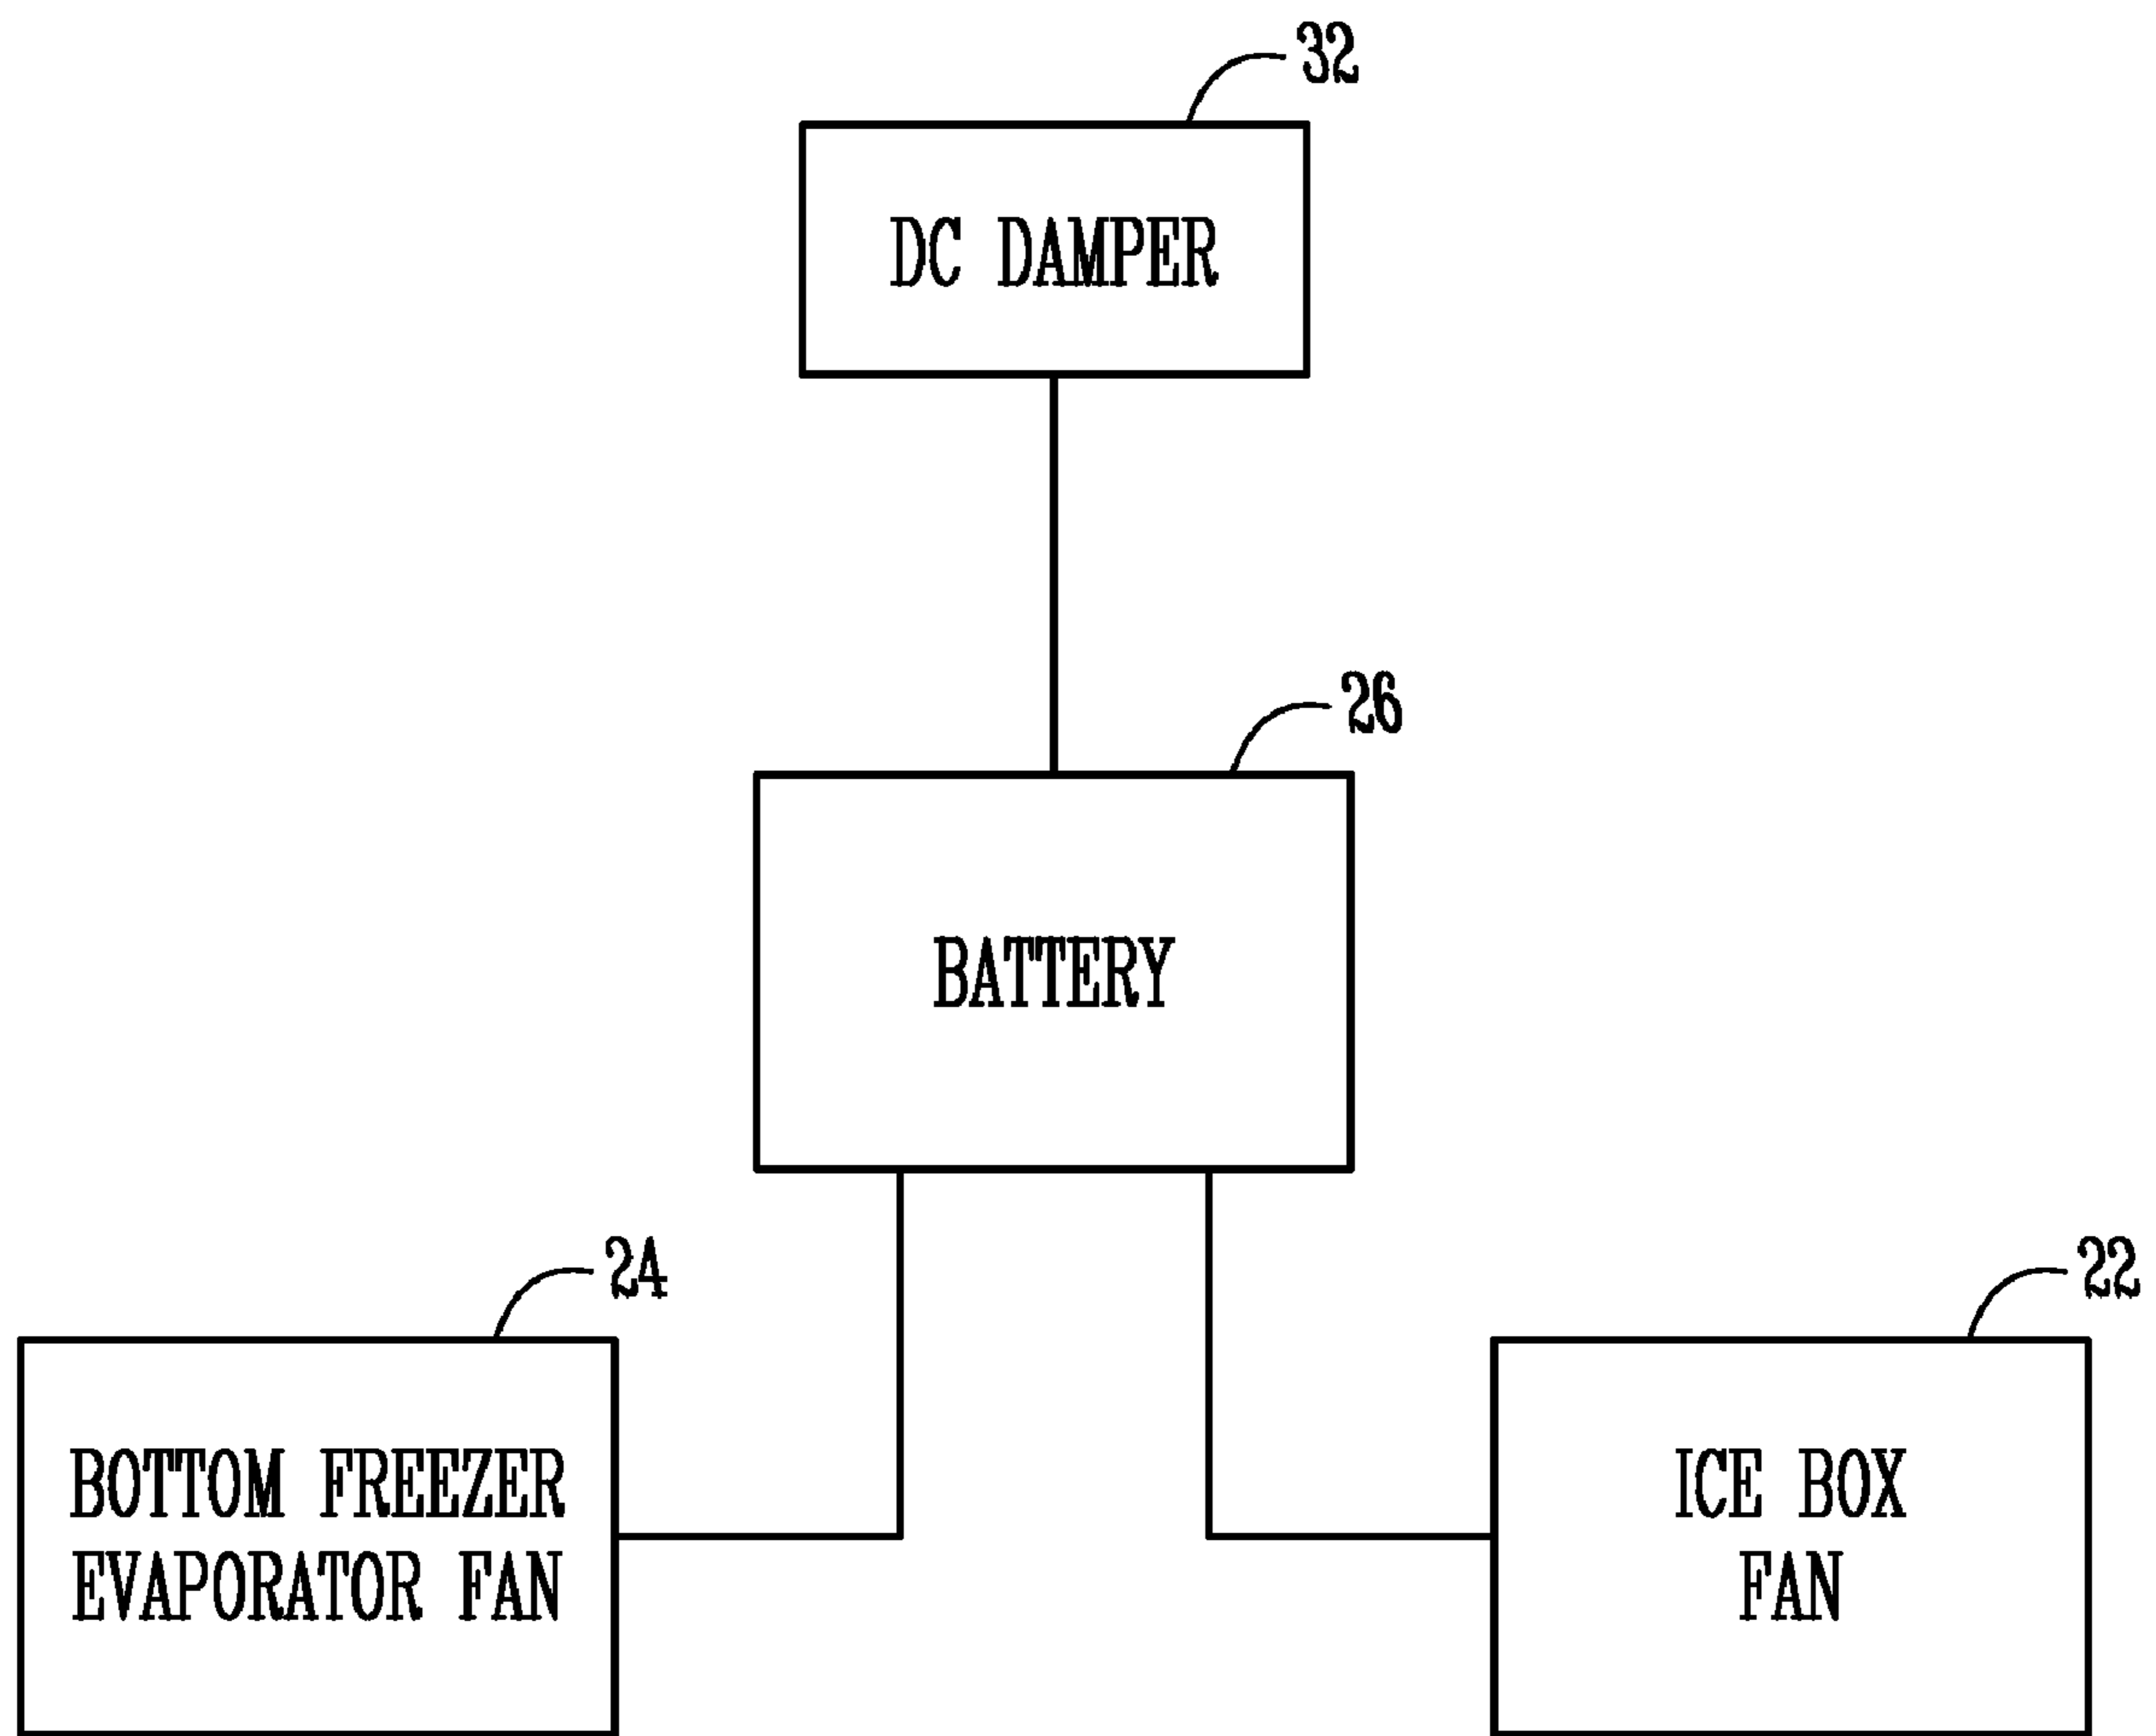 32
DC DAMPER
26
BATTERY
24
22
BOTTOM FREEZER
EVAPORATOR FAN
ICE BOX
FAN